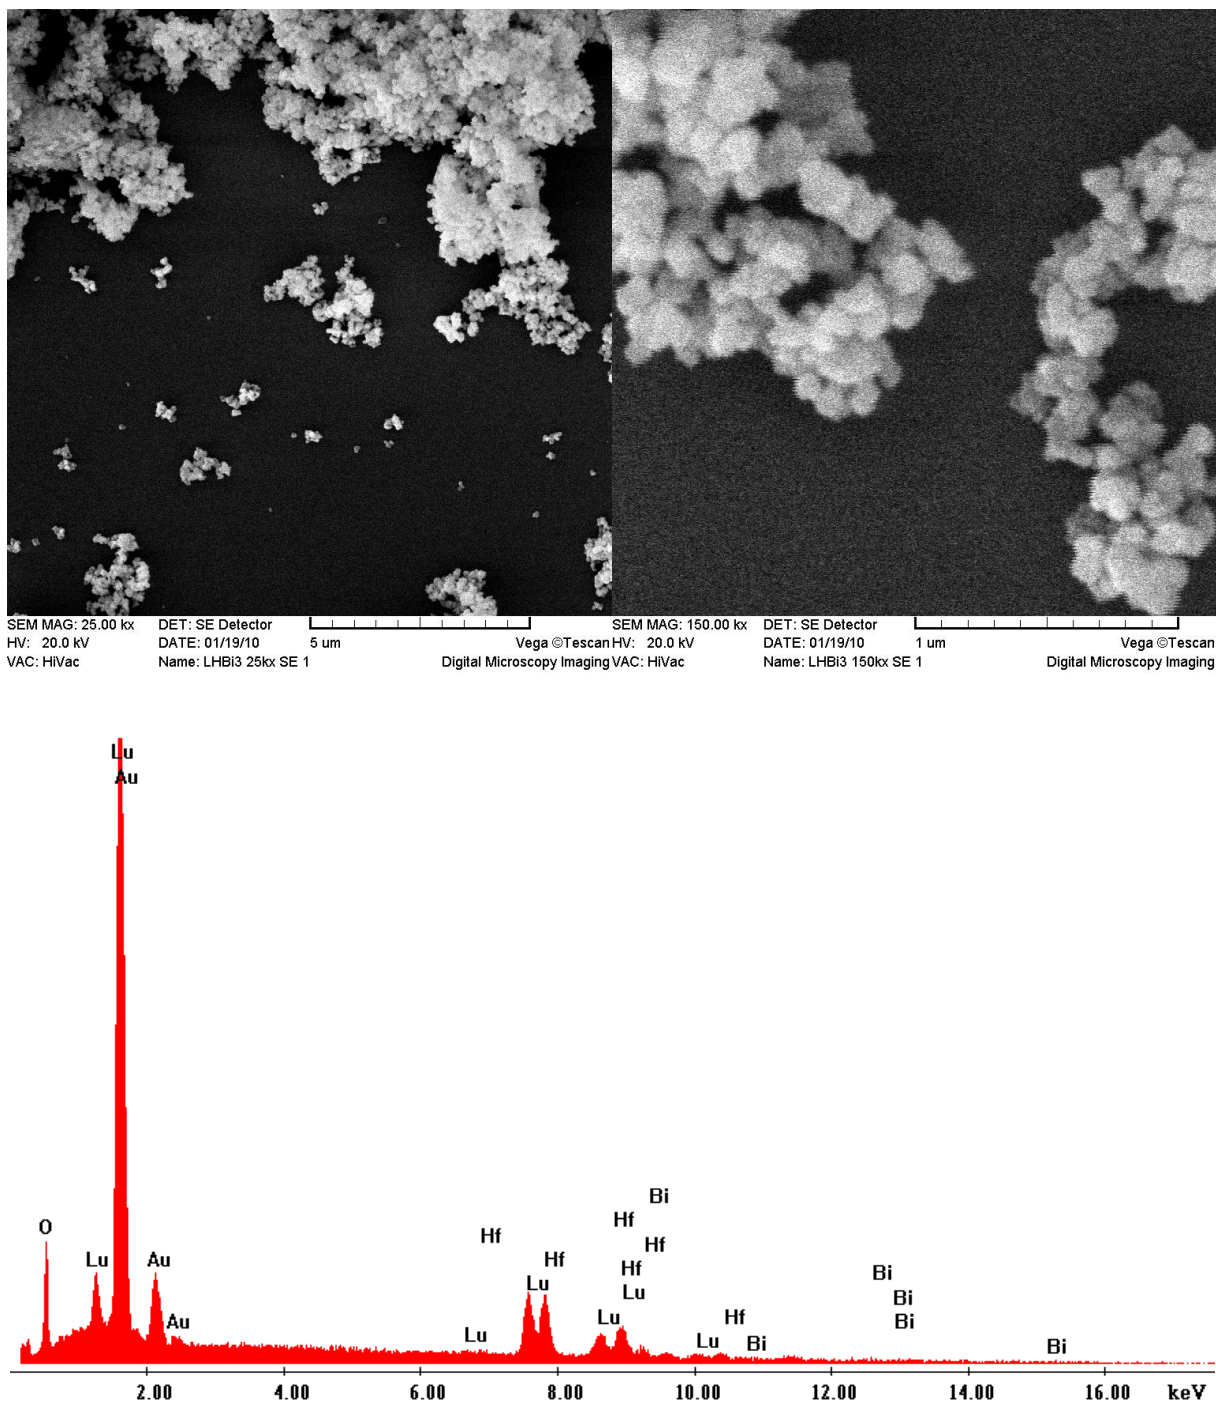 SEM MAG: 25.00 kx DET: SE Detector
HV: 20.0 kV DATE: 01/19/10 5 um Vega ©Tescan
VAC: HiVac Name: LHBi3 25kx SE 1 Digital Microscopy Imaging
SEM MAG: 150.00 kx DET: SE Detector
HV: 20.0 kV DATE: 01/19/10 1 um Vega ©Tescan
VAC: HiVac Name: LHBi3 150kx SE 1 Digital Microscopy Imaging
Lu
Au
Bi
Hf
O
Hf
Hf
Lu
Au
Hf
Hf
Bi
Lu
Lu
Bi
Au
Lu
Hf
Bi
Lu
Lu
Bi
Bi
2.00 4.00 6.00 8.00 10.00 12.00 14.00 16.00 keV